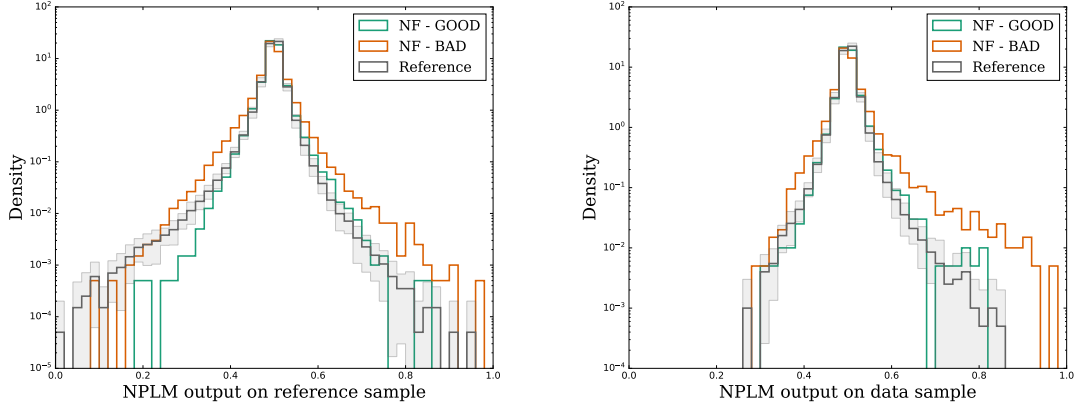 10²
10¹
10⁰
10⁻¹
10⁻²
10⁻³
10⁻⁴
10⁻⁵
Density
0.0 0.2 0.4 0.6 0.8 1.0
NPLM output on reference sample
NF - GOOD
NF - BAD
Reference
10²
10¹
10⁰
10⁻¹
10⁻²
10⁻³
10⁻⁴
Density
0.0 0.2 0.4 0.6 0.8 1.0
NPLM output on data sample
NF - GOOD
NF - BAD
Reference